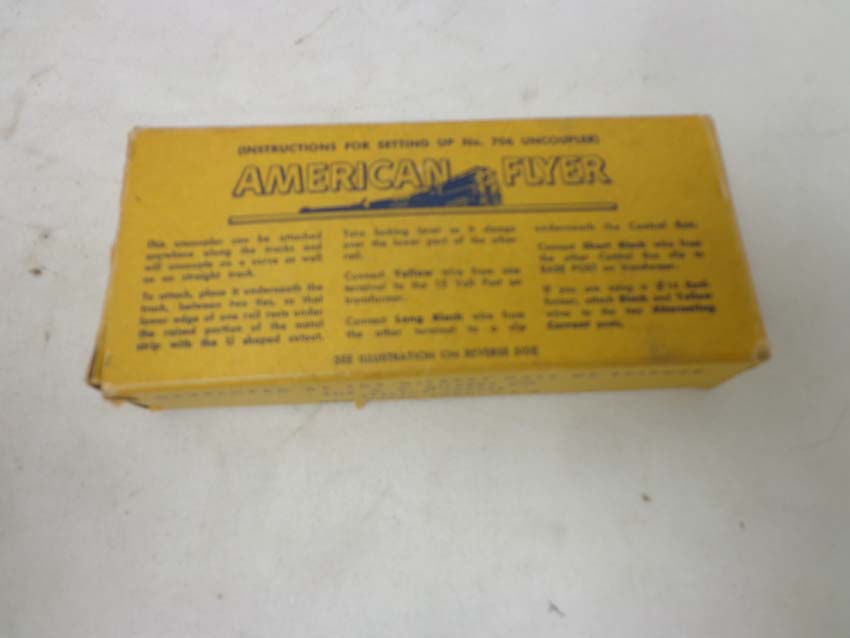 (INSTRUCTIONS FOR SETTING UP No. 706 UNCOUPLER)
AMERICAN FLYER
This uncoupler can be attached
anywhere along the tracks and
will uncouple on a curve as well
as on straight track.
To attach, place it underneath the
track, between two ties, so that
lower edge of one rail rests under
the raised portion of the metal
strip with the U shaped cutout.
Take locking lever so it clamps
over the lower part of the other
rail.
Connect Yellow wire from one
terminal to the 15 Volt Post on
transformer.
Connect Long Black wire from
the other terminal to a clip
underneath the Control Box.
Connect Short Black wire from
the other Control Box clip to
BASE POST on transformer.
If you are using a
former, attach Black and Yellow
wires to the two Alternating
Current posts.
SEE ILLUSTRATION ON REVERSE SIDE